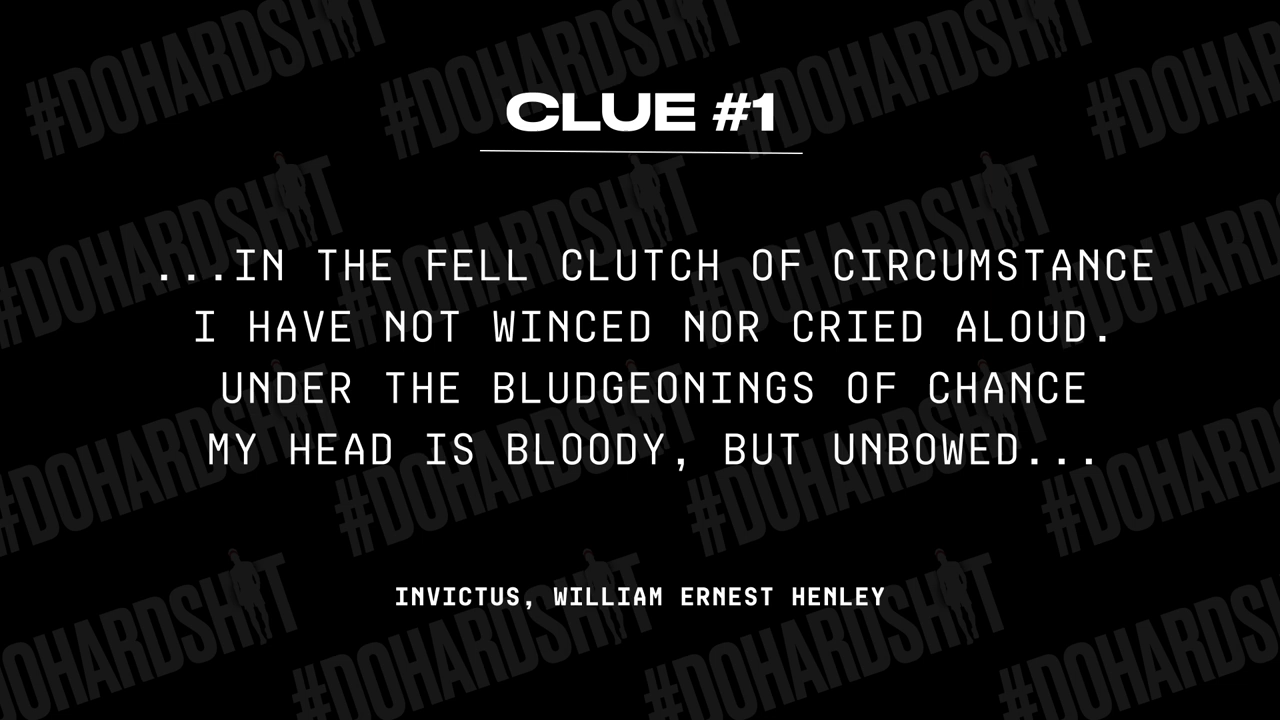 CLUE #1
...IN THE FELL CLUTCH OF CIRCUMSTANCE
I HAVE NOT WINCED NOR CRIED ALOUD.
UNDER THE BLUDGEONINGS OF CHANCE
MY HEAD IS BLOODY, BUT UNBOWED...
INVICTUS, WILLIAM ERNEST HENLEY
#DOHARDSHIT